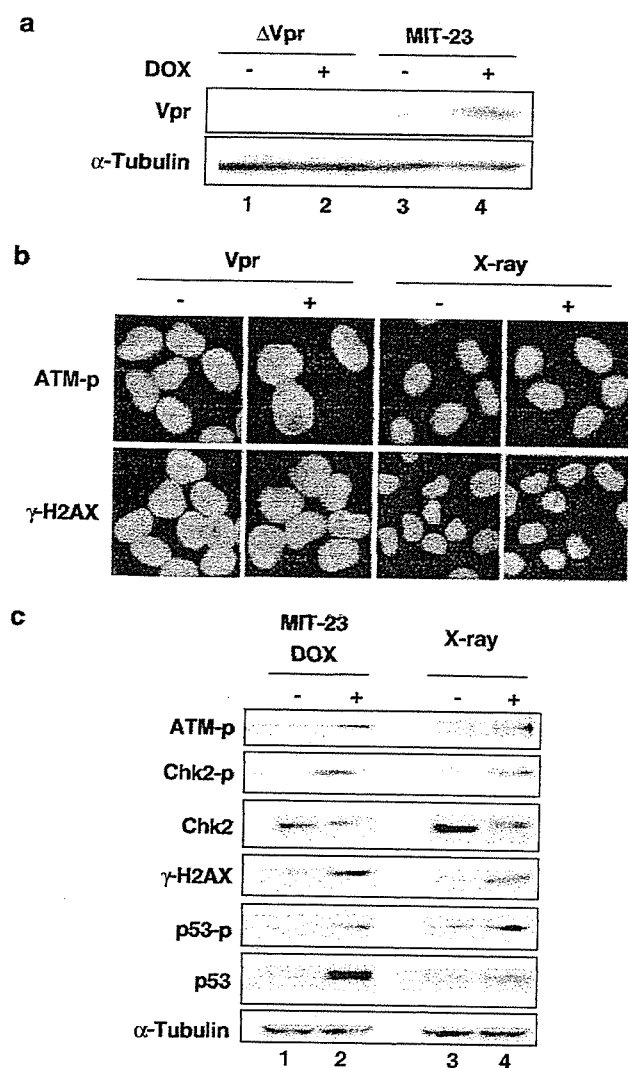 a
ΔVpr MIT-23
DOX - + - +
Vpr
α-Tubulin
1 2 3 4
b
Vpr X-ray
- + - +
ATM-p
γ-H2AX
c
MIT-23
DOX X-ray
- + - +
ATM-p
Chk2-p
Chk2
γ-H2AX
p53-p
p53
α-Tubulin
1 2 3 4